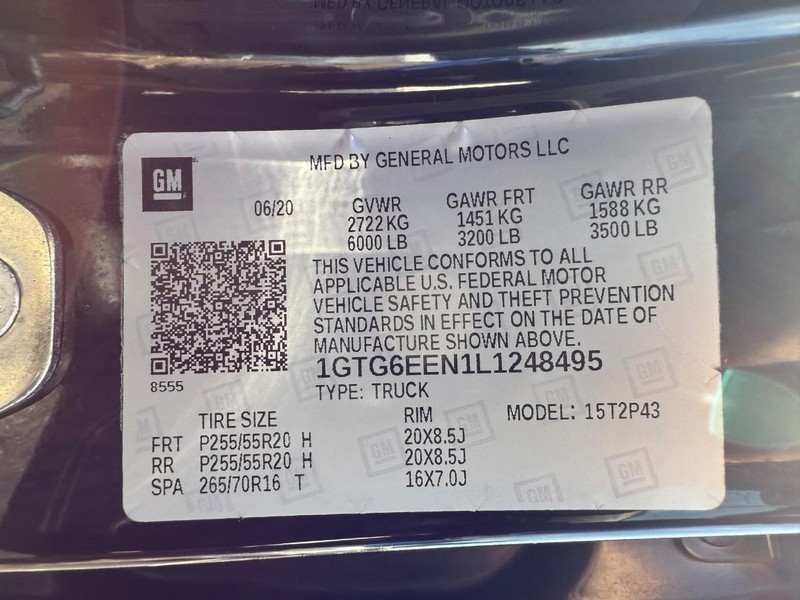 MFD BY GENERAL MOTORS LLC
GM
06/20
GVWR GAWR FRT GAWR RR
2722 KG 1451 KG 1588 KG
6000 LB 3200 LB 3500 LB
THIS VEHICLE CONFORMS TO ALL
APPLICABLE U.S. FEDERAL MOTOR
VEHICLE SAFETY AND THEFT PREVENTION
STANDARDS IN EFFECT ON THE DATE OF
MANUFACTURE SHOWN ABOVE.
8555
1GTG6EEN1L1248495
TYPE: TRUCK
TIRE SIZE RIM MODEL: 15T2P43
FRT P255/55R20 H 20X8.5J
RR P255/55R20 H 20X8.5J
SPA 265/70R16 T 16X7.0J